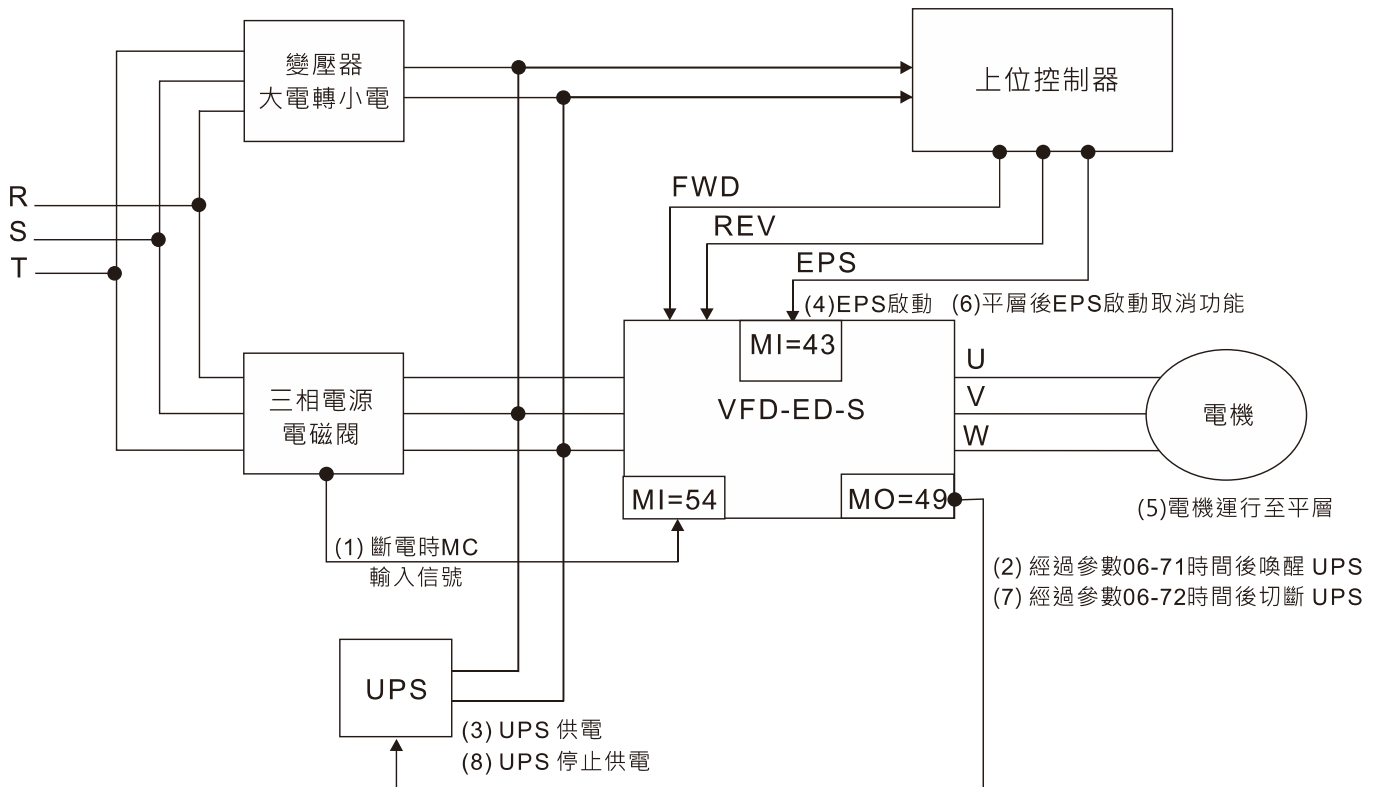 變壓器
大電轉小電
上位控制器
R
S
T
FWD
REV
EPS
(4)EPS啟動 (6)平層後EPS啟動取消功能
MI=43
三相電源
電磁閥
VFD-ED-S
U
V
W
電機
MI=54
MO=49
(5)電機運行至平層
(1) 斷電時MC
輸入信號
(2) 經過參數06-71時間後喚醒 UPS
(7) 經過參數06-72時間後切斷 UPS
UPS
(3) UPS 供電
(8) UPS 停止供電